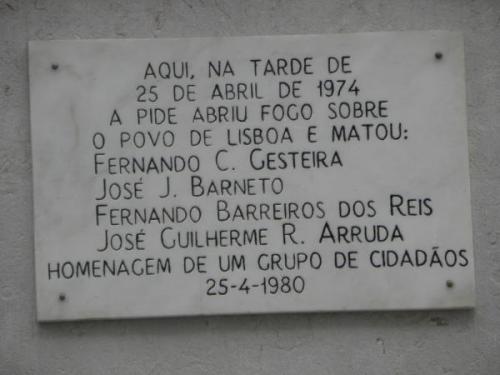 AQUI, NA TARDE DE
25 DE ABRIL DE 1974
A PIDE ABRIU FOGO SOBRE
O POVO DE LISBOA E MATOU:
FERNANDO C. GESTEIRA
JOSÉ J. BARNETO
FERNANDO BARREIROS DOS REIS
JOSÉ GUILHERME R. ARRUDA
HOMENAGEM DE UM GRUPO DE CIDADÃOS
25-4-1980